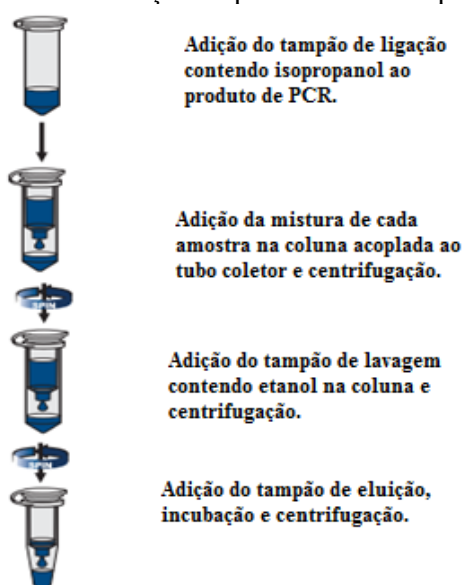 Adição do tampão de ligação
contendo isopropanol ao
produto de PCR.
Adição da mistura de cada
amostra na coluna acoplada ao
tubo coletor e centrifugação.
SPIN
Adição do tampão de lavagem
contendo etanol na coluna e
centrifugação.
SPIN
Adição do tampão de eluição,
incubação e centrifugação.